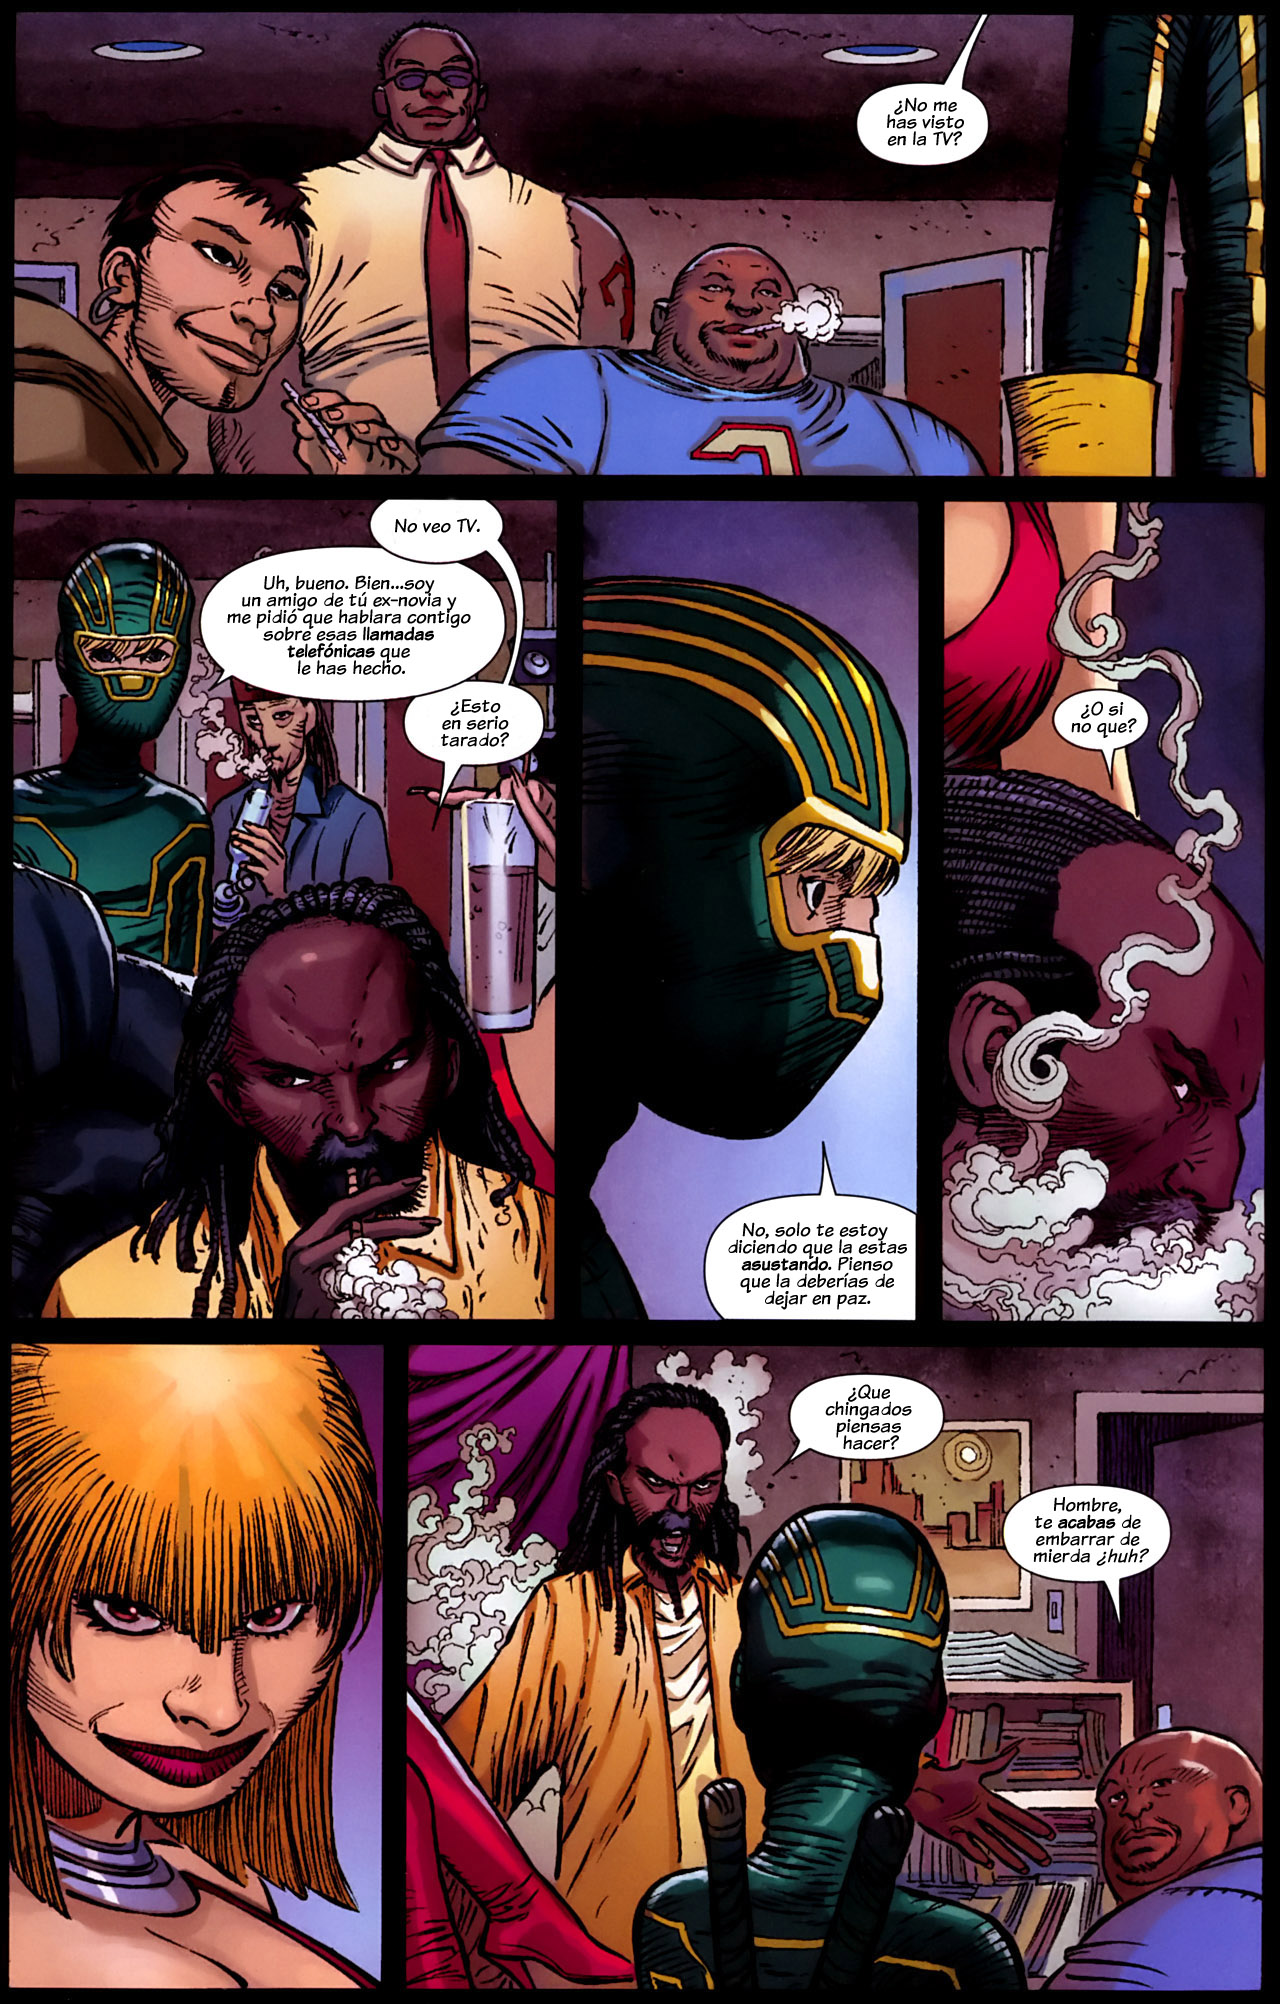 ¿No me
has visto
en la TV?
No veo TV.
Uh, bueno. Bien...soy
un amigo de tú ex-novia y
me pidió que hablara contigo
sobre esas llamadas
telefónicas que
le has hecho.
¿Esto
en serio
tarado?
No, solo te estoy
diciendo que la estas
asustando. Pienso
que la deberías de
dejar en paz.
¿O si
no que?
¿Que
chingados
piensas
hacer?
Hombre,
te acabas de
embarrar de
mierda ¿huh?